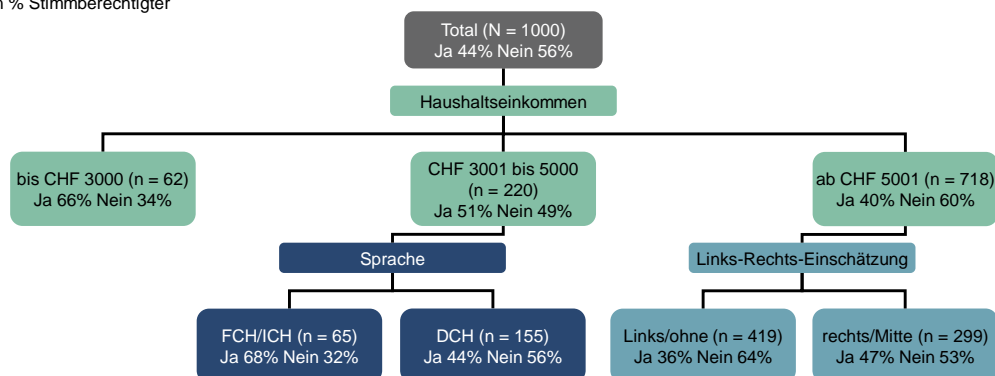 % Stimmberechtigter
Total (N = 1000)
Ja 44% Nein 56%
Haushaltseinkommen
bis CHF 3000 (n = 62)
Ja 66% Nein 34%
CHF 3001 bis 5000
(n = 220)
Ja 51% Nein 49%
ab CHF 5001 (n = 718)
Ja 40% Nein 60%
Sprache
Links-Rechts-Einschätzung
FCH/ICH (n = 65)
Ja 68% Nein 32%
DCH (n = 155)
Ja 44% Nein 56%
Links/ohne (n = 419)
Ja 36% Nein 64%
rechts/Mitte (n = 299)
Ja 47% Nein 53%